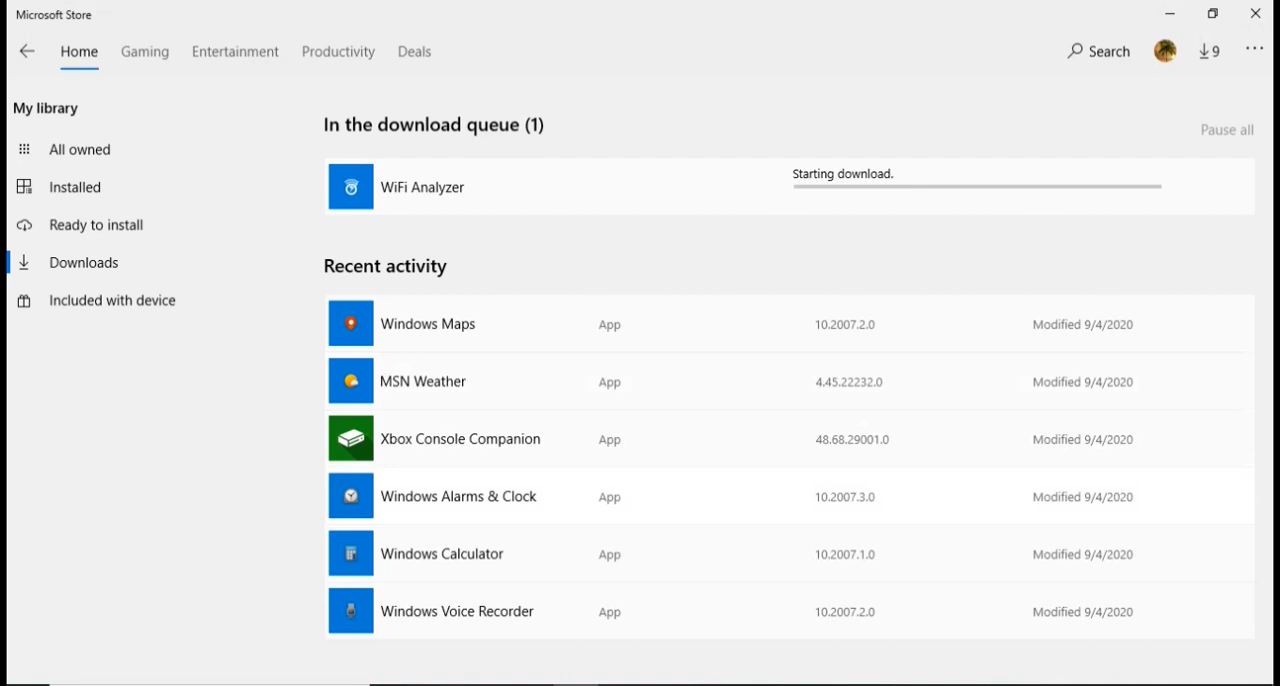 Microsoft Store
Home Gaming Entertainment Productivity Deals Search 9
My library
All owned
Installed
Ready to install
Downloads
Included with device
In the download queue (1)
Pause all
WiFi Analyzer Starting download.
Recent activity
Windows Maps App 10.2007.2.0 Modified 9/4/2020
MSN Weather App 4.45.22232.0 Modified 9/4/2020
Xbox Console Companion App 48.68.29001.0 Modified 9/4/2020
Windows Alarms & Clock App 10.2007.3.0 Modified 9/4/2020
Windows Calculator App 10.2007.1.0 Modified 9/4/2020
Windows Voice Recorder App 10.2007.2.0 Modified 9/4/2020